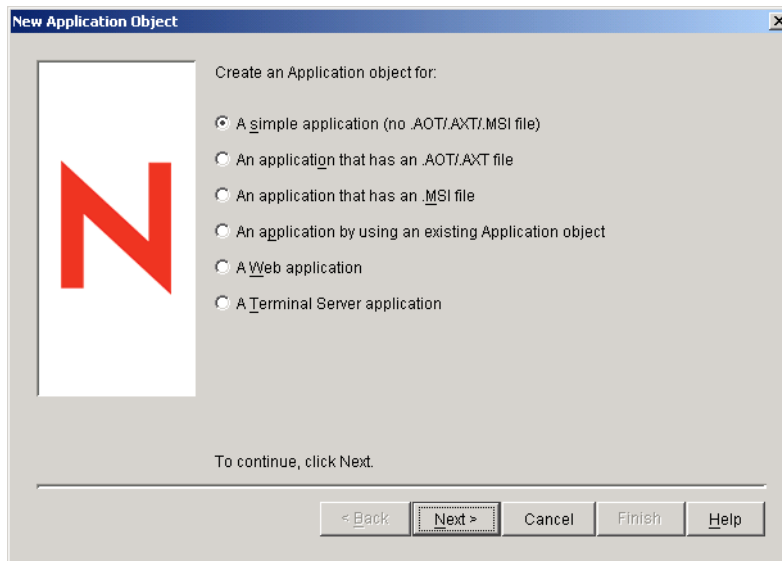 New Application Object
Create an Application object for:
A simple application (no .AOT/.AXT/.MSI file)
An application that has an .AOT/.AXT file
An application that has an .MSI file
An application by using an existing Application object
A Web application
A Terminal Server application
To continue, click Next.
< Back Next > Cancel Finish Help